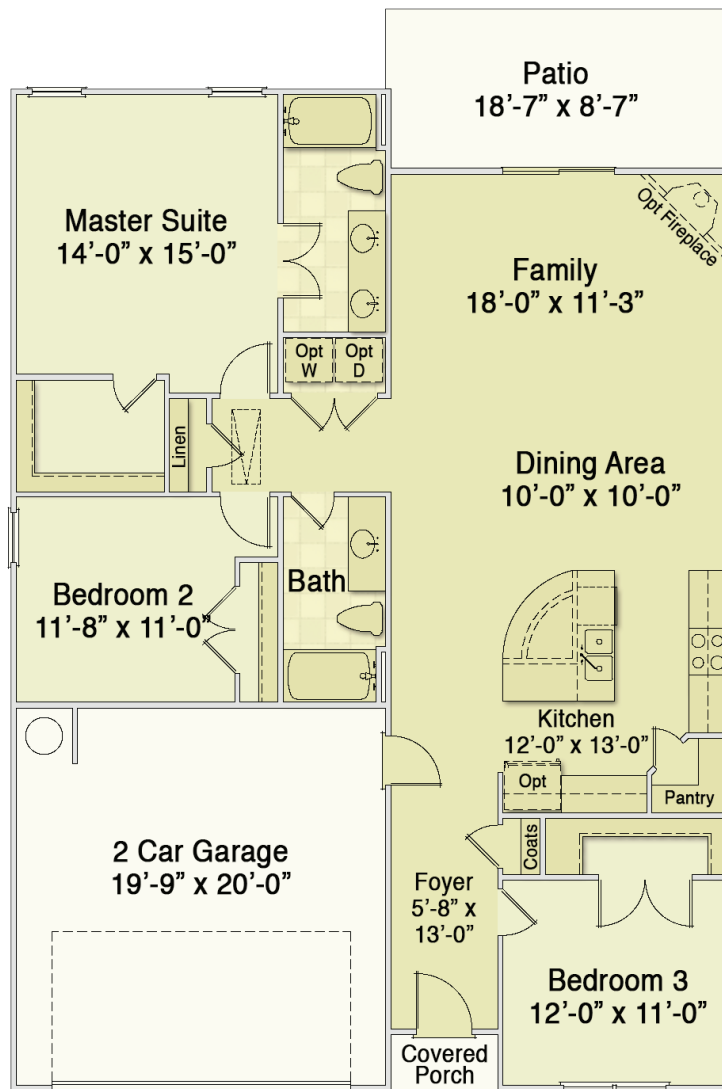 Patio
18’-7” x 8’-7”
Master Suite
14’-0” x 15’-0”
Opt Fireplace
Family
18’-0” x 11’-3”
Opt
W
Opt
D
Linen
Dining Area
10’-0” x 10’-0”
Bedroom 2
11’-8” x 11’-0”
Bath
Kitchen
12’-0” x 13’-0”
Opt
Pantry
2 Car Garage
19’-9” x 20’-0”
Coats
Foyer
5’-8” x
13’-0”
Bedroom 3
12’-0” x 11’-0”
Covered
Porch